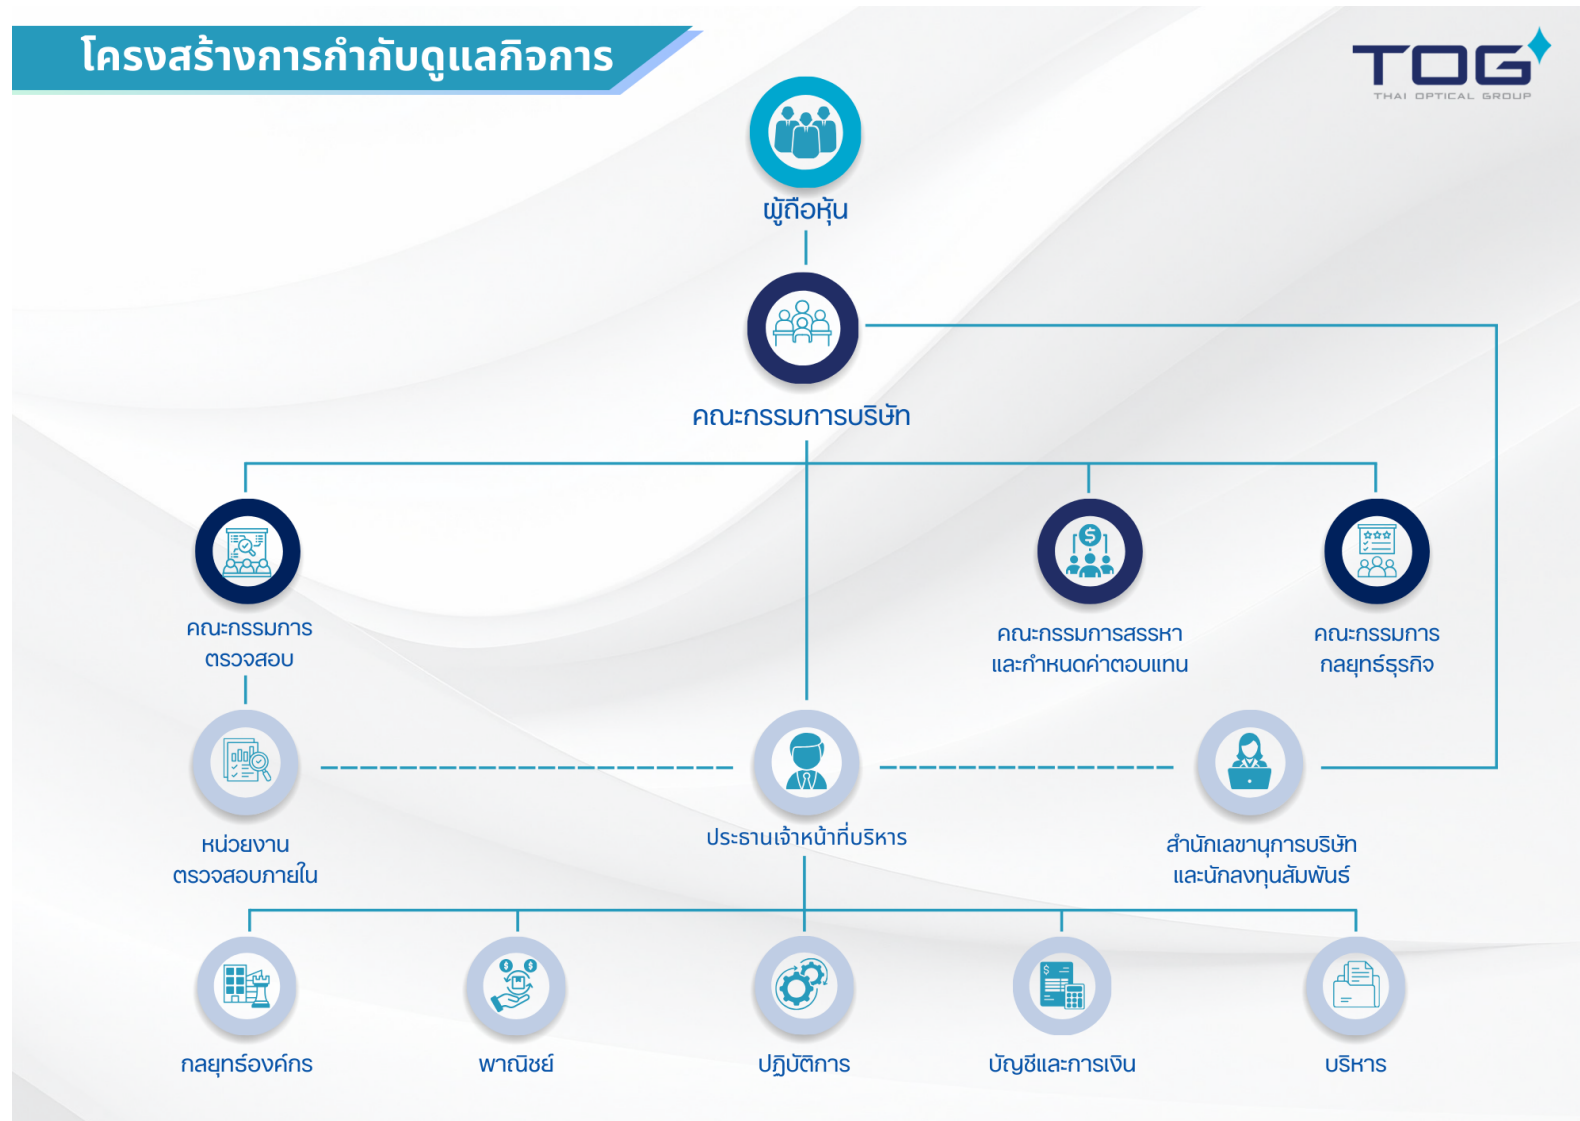 โครงสร้างการกำกับดูแลกิจการ
TOG
THAI OPTICAL GROUP
ผู้ถือหุ้น
คณะกรรมการบริษัท
คณะกรรมการ
ตรวจสอบ
คณะกรรมการสรรหา
และกำหนดค่าตอบแทน
คณะกรรมการ
กลยุทธ์ธุรกิจ
หน่วยงาน
ตรวจสอบภายใน
ประธานเจ้าหน้าที่บริหาร
สำนักเลขานุการบริษัท
และนักลงทุนสัมพันธ์
กลยุทธ์องค์กร
พาณิชย์
ปฏิบัติการ
บัญชีและการเงิน
บริหาร